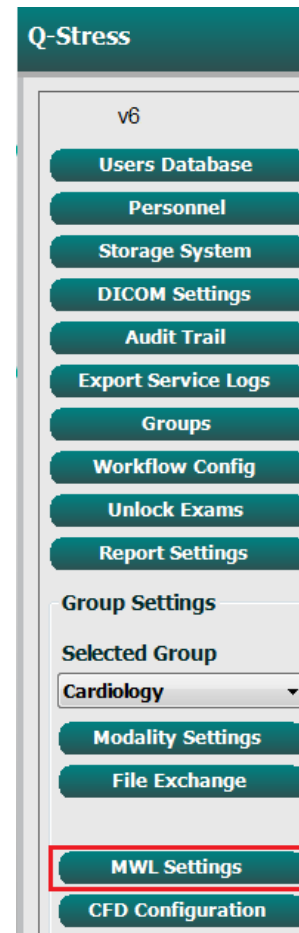 Q-Stress
v6
Users Database
Personnel
Storage System
DICOM Settings
Audit Trail
Export Service Logs
Groups
Workflow Config
Unlock Exams
Report Settings
Group Settings
Selected Group
Cardiology
Modality Settings
File Exchange
MWL Settings
CFD Configuration